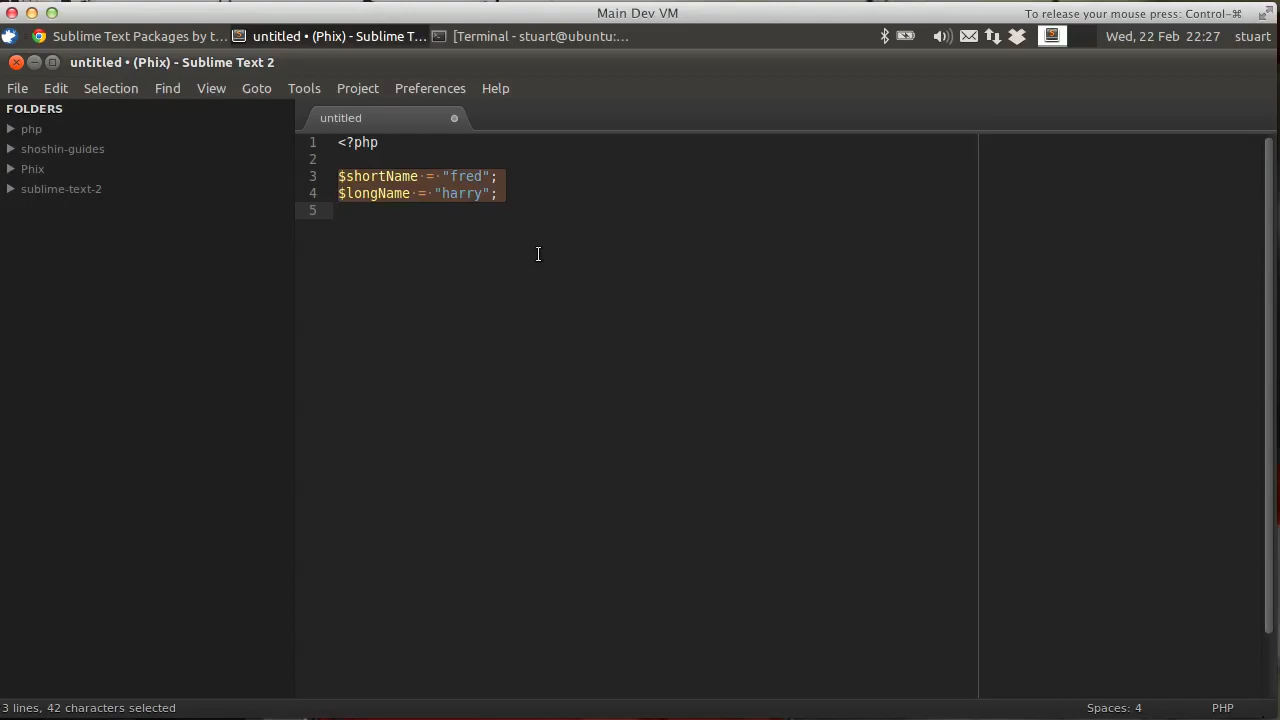 Main Dev VM
To release your mouse press: Control-⌘
Sublime Text Packages by t...
untitled • (Phix) - Sublime T...
[Terminal - stuart@ubuntu:...
Wed, 22 Feb 22:27
stuart
untitled • (Phix) - Sublime Text 2
File Edit Selection Find View Goto Tools Project Preferences Help
FOLDERS
php
shoshin-guides
Phix
sublime-text-2
untitled
1 <?php
2
3 $shortName = "fred";
4 $longName = "harry";
5
3 lines, 42 characters selected
Spaces: 4
PHP